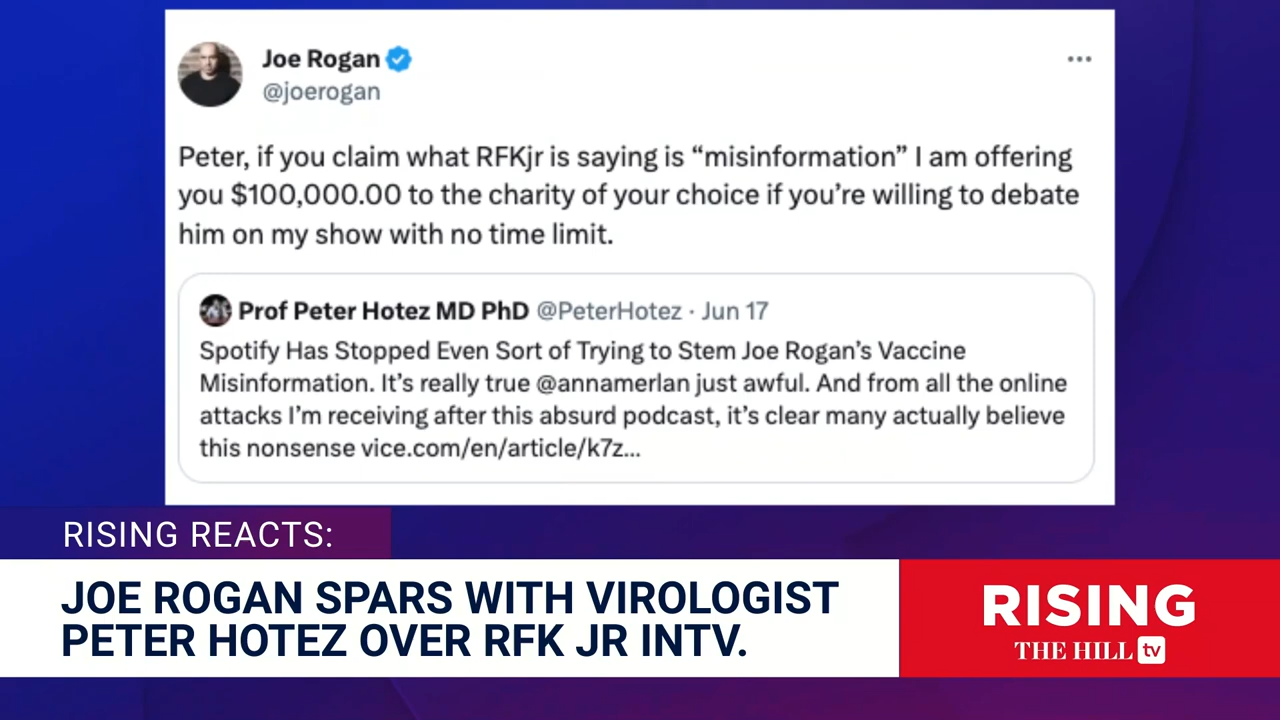 Joe Rogan
@joerogan
Peter, if you claim what RFKjr is saying is “misinformation” I am offering
you $100,000.00 to the charity of your choice if you’re willing to debate
him on my show with no time limit.
Prof Peter Hotez MD PhD @PeterHotez · Jun 17
Spotify Has Stopped Even Sort of Trying to Stem Joe Rogan’s Vaccine
Misinformation. It’s really true @annamerlan just awful. And from all the online
attacks I’m receiving after this absurd podcast, it’s clear many actually believe
this nonsense vice.com/en/article/k7z...
RISING REACTS:
JOE ROGAN SPARS WITH VIROLOGIST
PETER HOTEZ OVER RFK JR INTV.
RISING
THE HILL tv